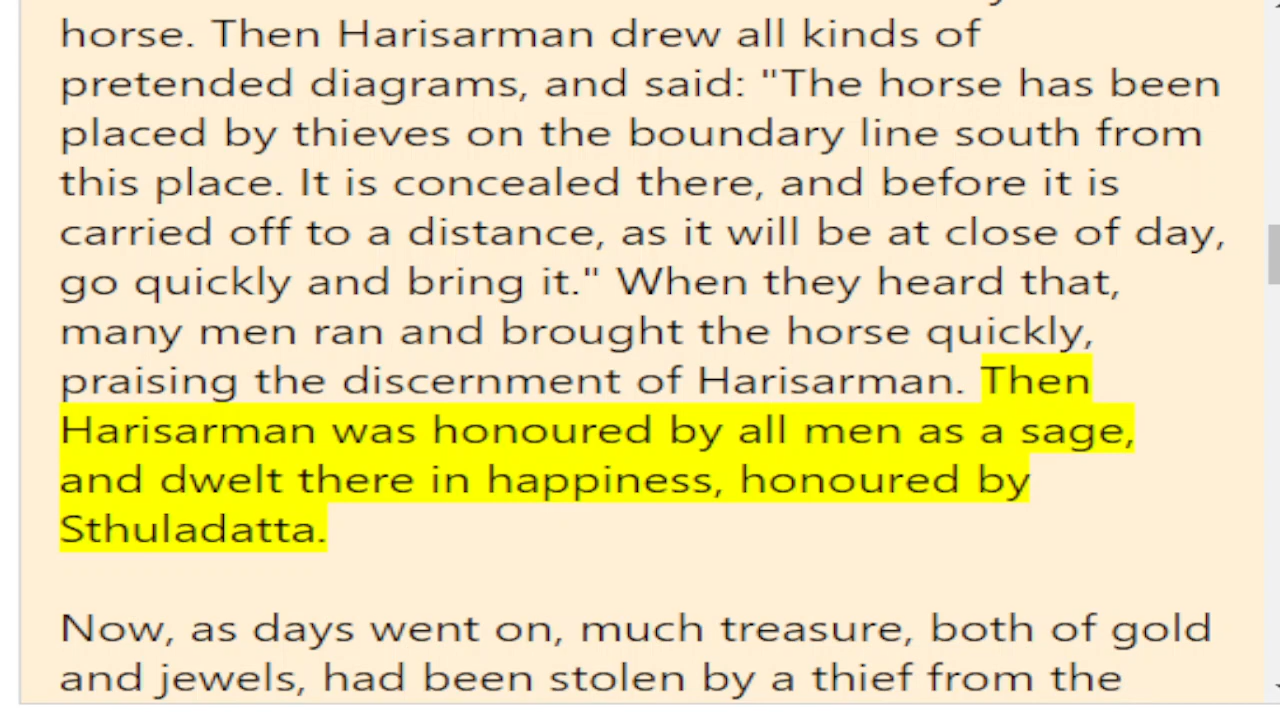 horse. Then Harisarman drew all kinds of
pretended diagrams, and said: "The horse has been
placed by thieves on the boundary line south from
this place. It is concealed there, and before it is
carried off to a distance, as it will be at close of day,
go quickly and bring it." When they heard that,
many men ran and brought the horse quickly,
praising the discernment of Harisarman. Then
Harisarman was honoured by all men as a sage,
and dwelt there in happiness, honoured by
Sthuladatta.
Now, as days went on, much treasure, both of gold
and jewels, had been stolen by a thief from the